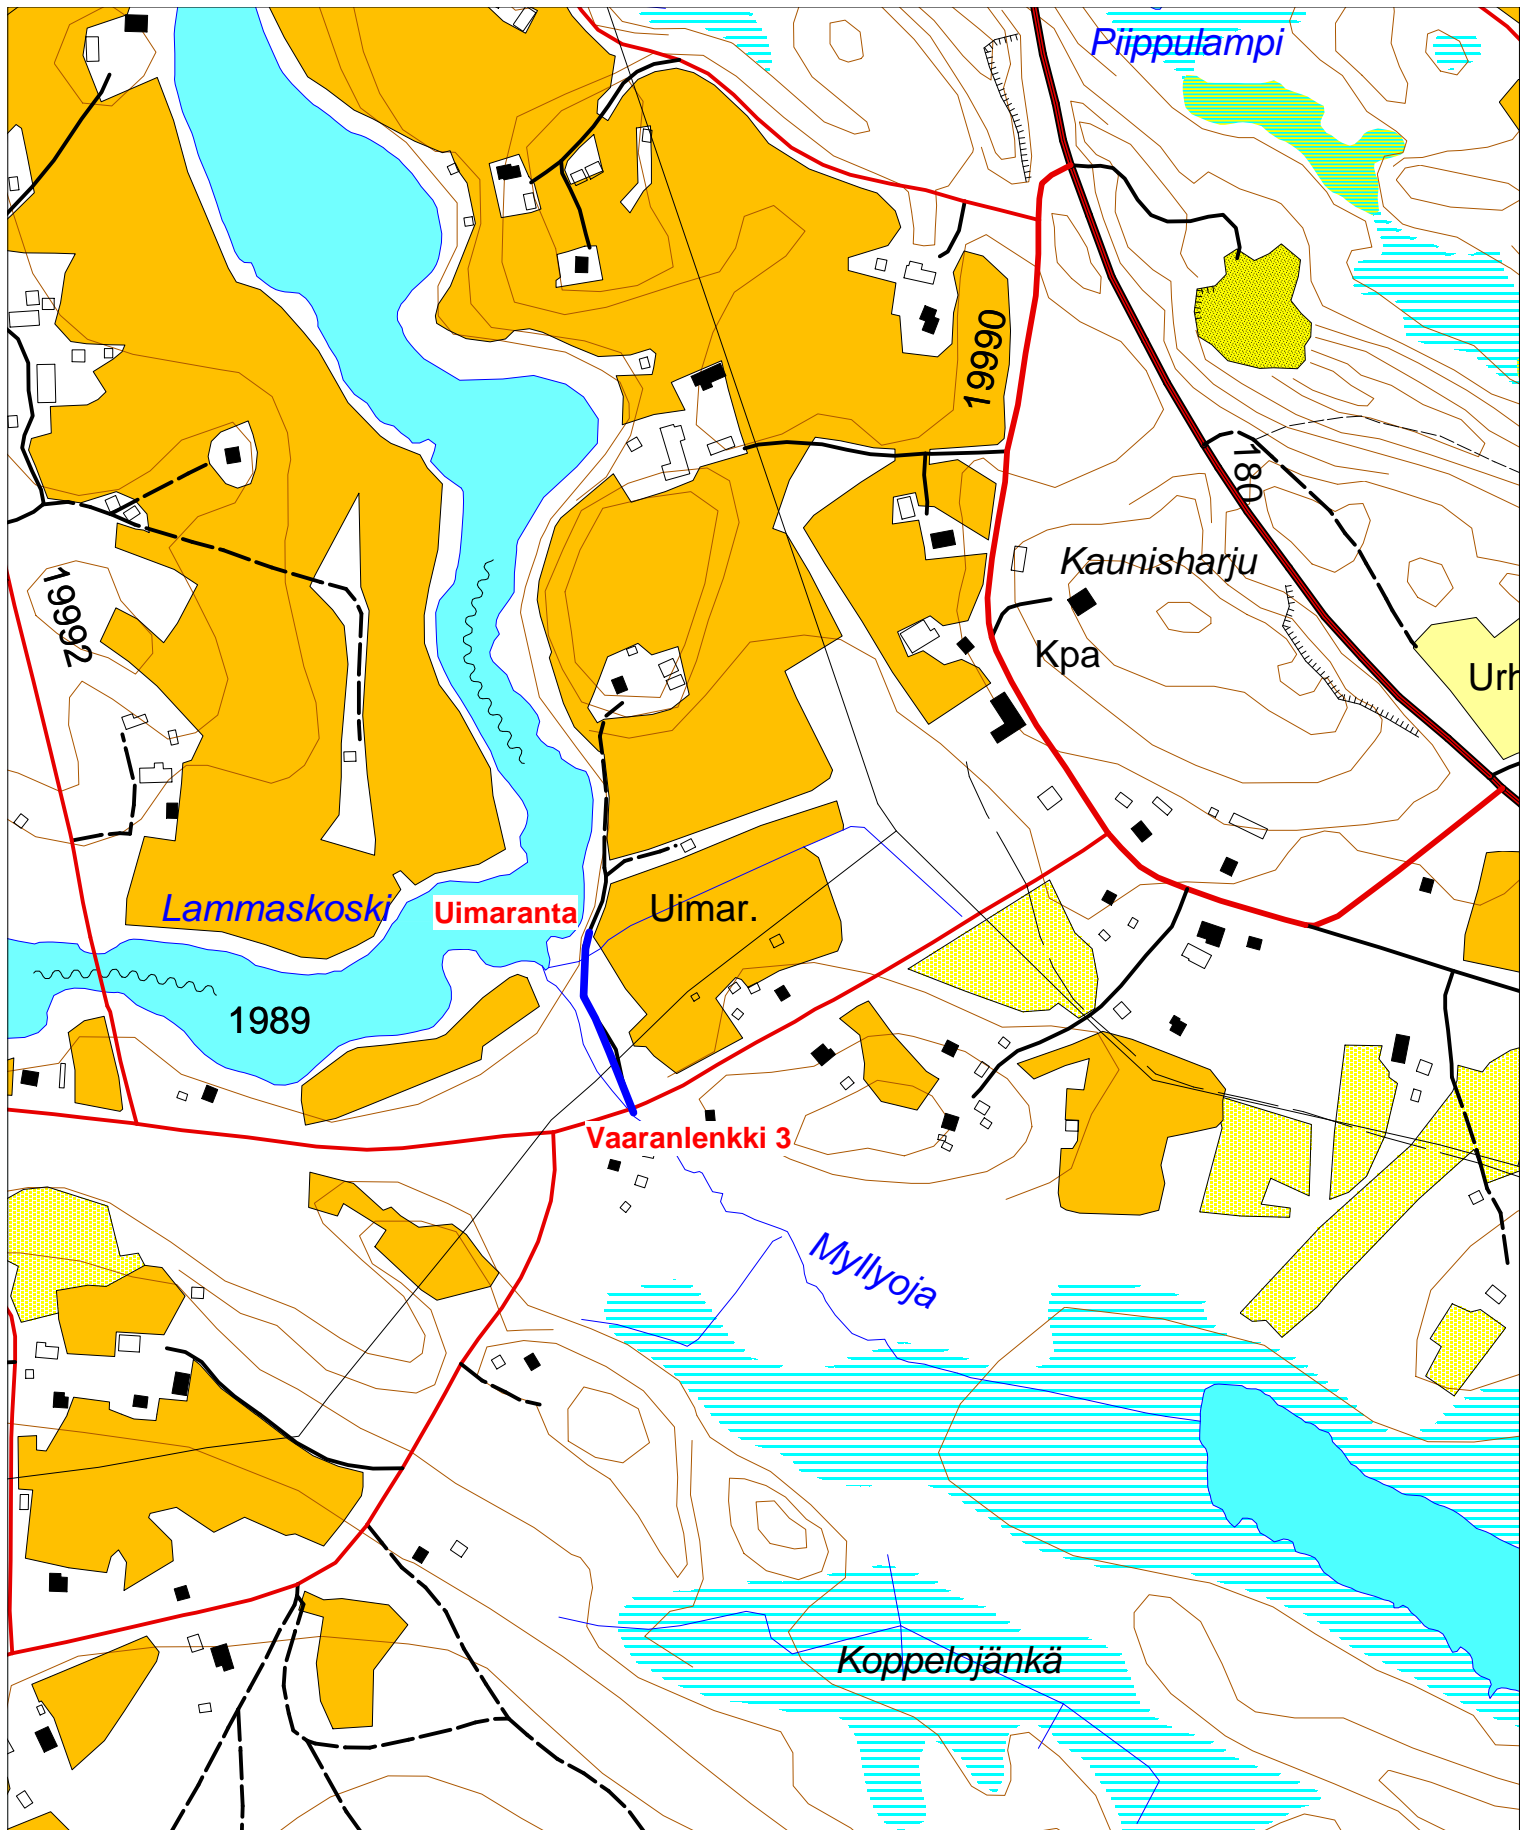 Piippulampi
19990
180
Kaunisharju
19992
Kpa
Urh
Lammaskoski
Uimaranta
Uimar.
1989
Vaaranlenkki 3
Myllyoja
Koppelojänkä